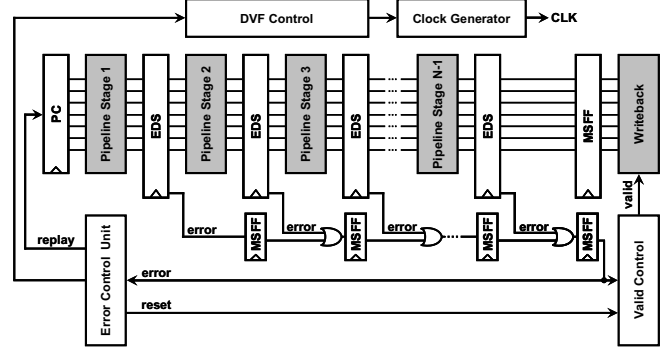 DVF Control
Clock Generator
CLK
PC
Pipeline Stage 1
EDS
Pipeline Stage 2
EDS
Pipeline Stage 3
EDS
Pipeline Stage N-1
EDS
MSFF
Writeback
error
MSFF
error
MSFF
error
MSFF
error
MSFF
valid
replay
Error Control Unit
error
reset
Valid Control